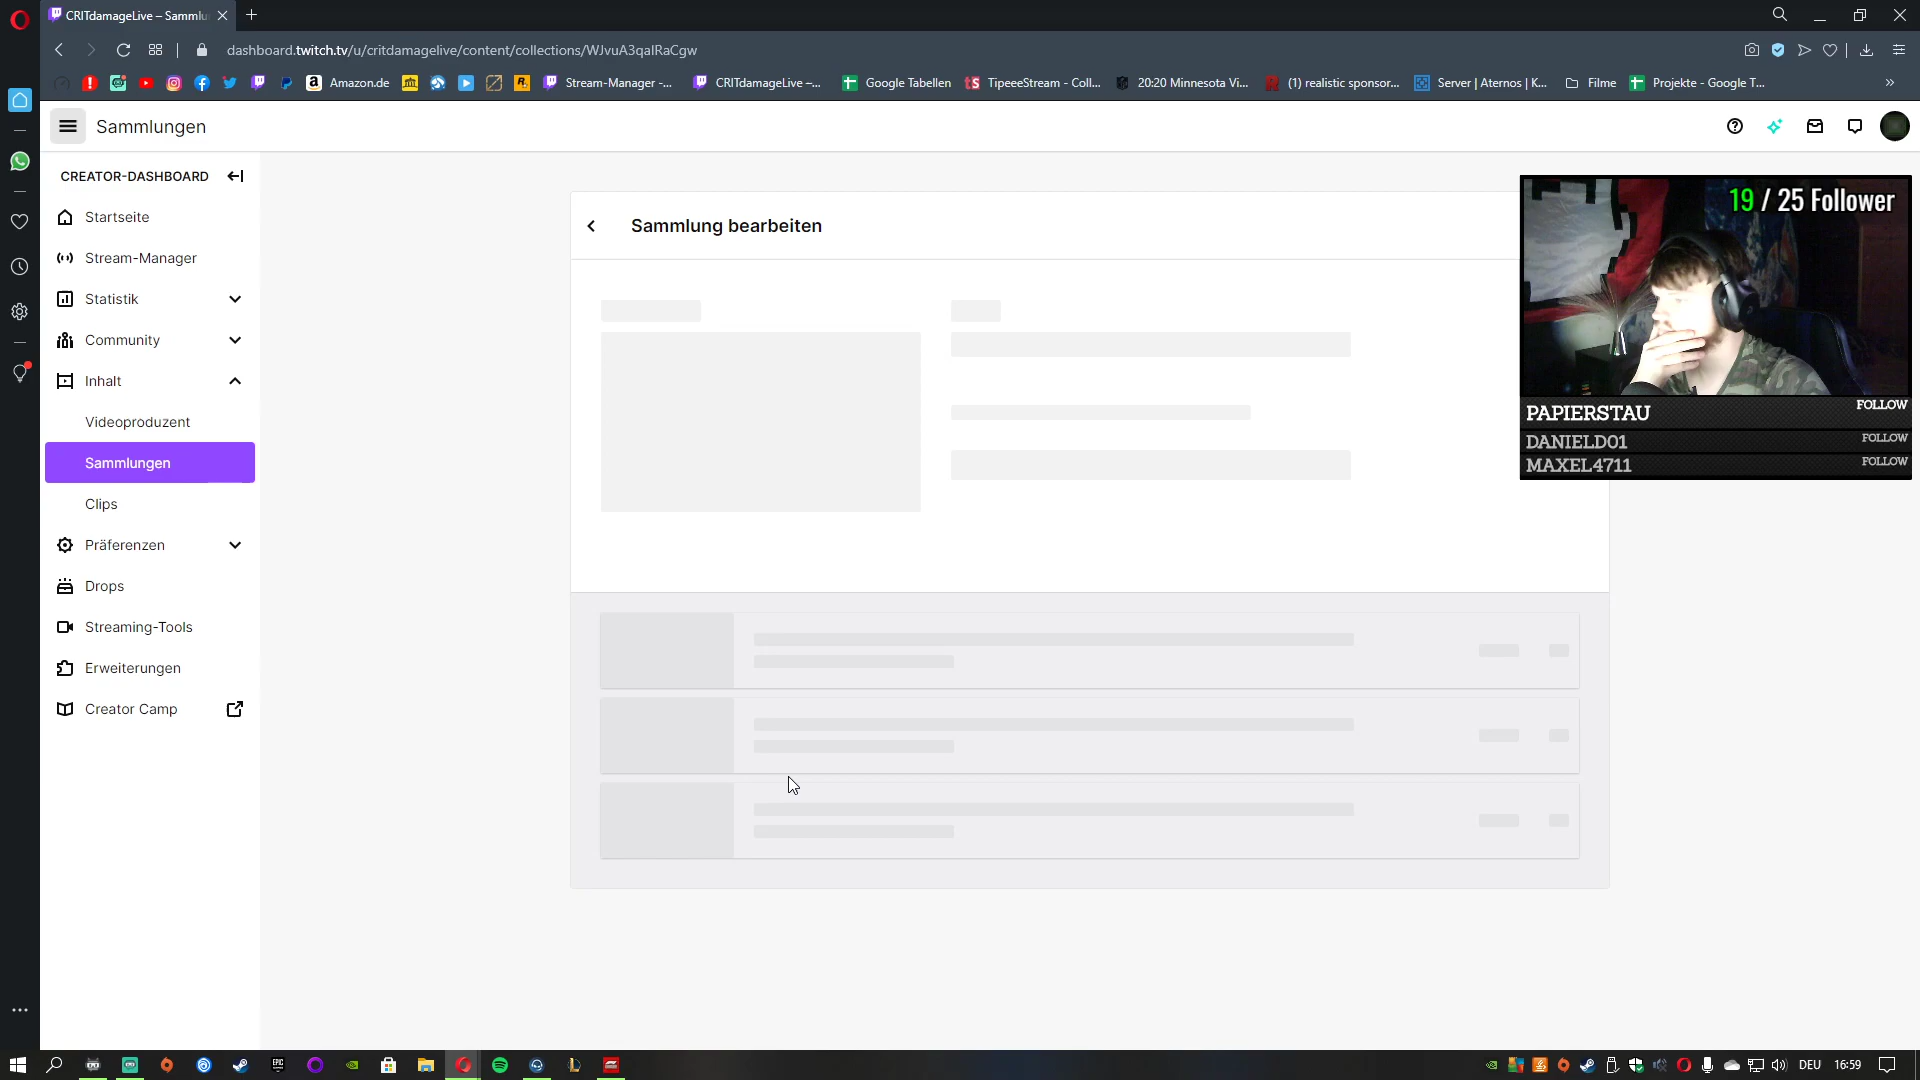 CRITdamageLive – Sammlu
dashboard.twitch.tv/u/critdamagelive/content/collections/WJvuA3qalRaCgw
Amazon.de
Stream-Manager -...
CRITdamageLive –...
Google Tabellen
TipeeeStream - Coll...
20:20 Minnesota Vi...
(1) realistic sponsor...
Server | Aternos | K...
Filme
Projekte - Google T...
Sammlungen
CREATOR-DASHBOARD
Startseite
Stream-Manager
Statistik
Community
Inhalt
Videoproduzent
Sammlungen
Clips
Präferenzen
Drops
Streaming-Tools
Erweiterungen
Creator Camp
Sammlung bearbeiten
19 / 25 Follower
PAPIERSTAU FOLLOW
DANIELD01 FOLLOW
MAXEL4711 FOLLOW
EPIC
DEU 16:59